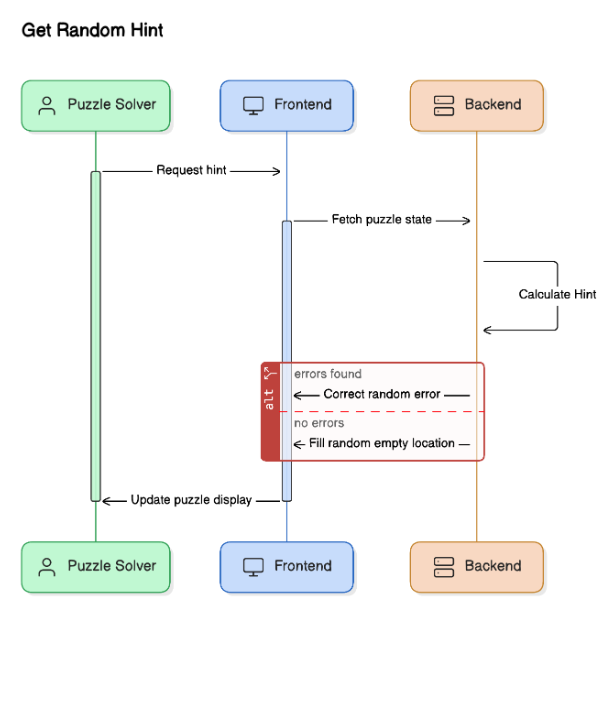 Get Random Hint
Puzzle Solver
Frontend
Backend
Request hint
Fetch puzzle state
Calculate Hint
alt
errors found
Correct random error
no errors
Fill random empty location
Update puzzle display
Puzzle Solver
Frontend
Backend